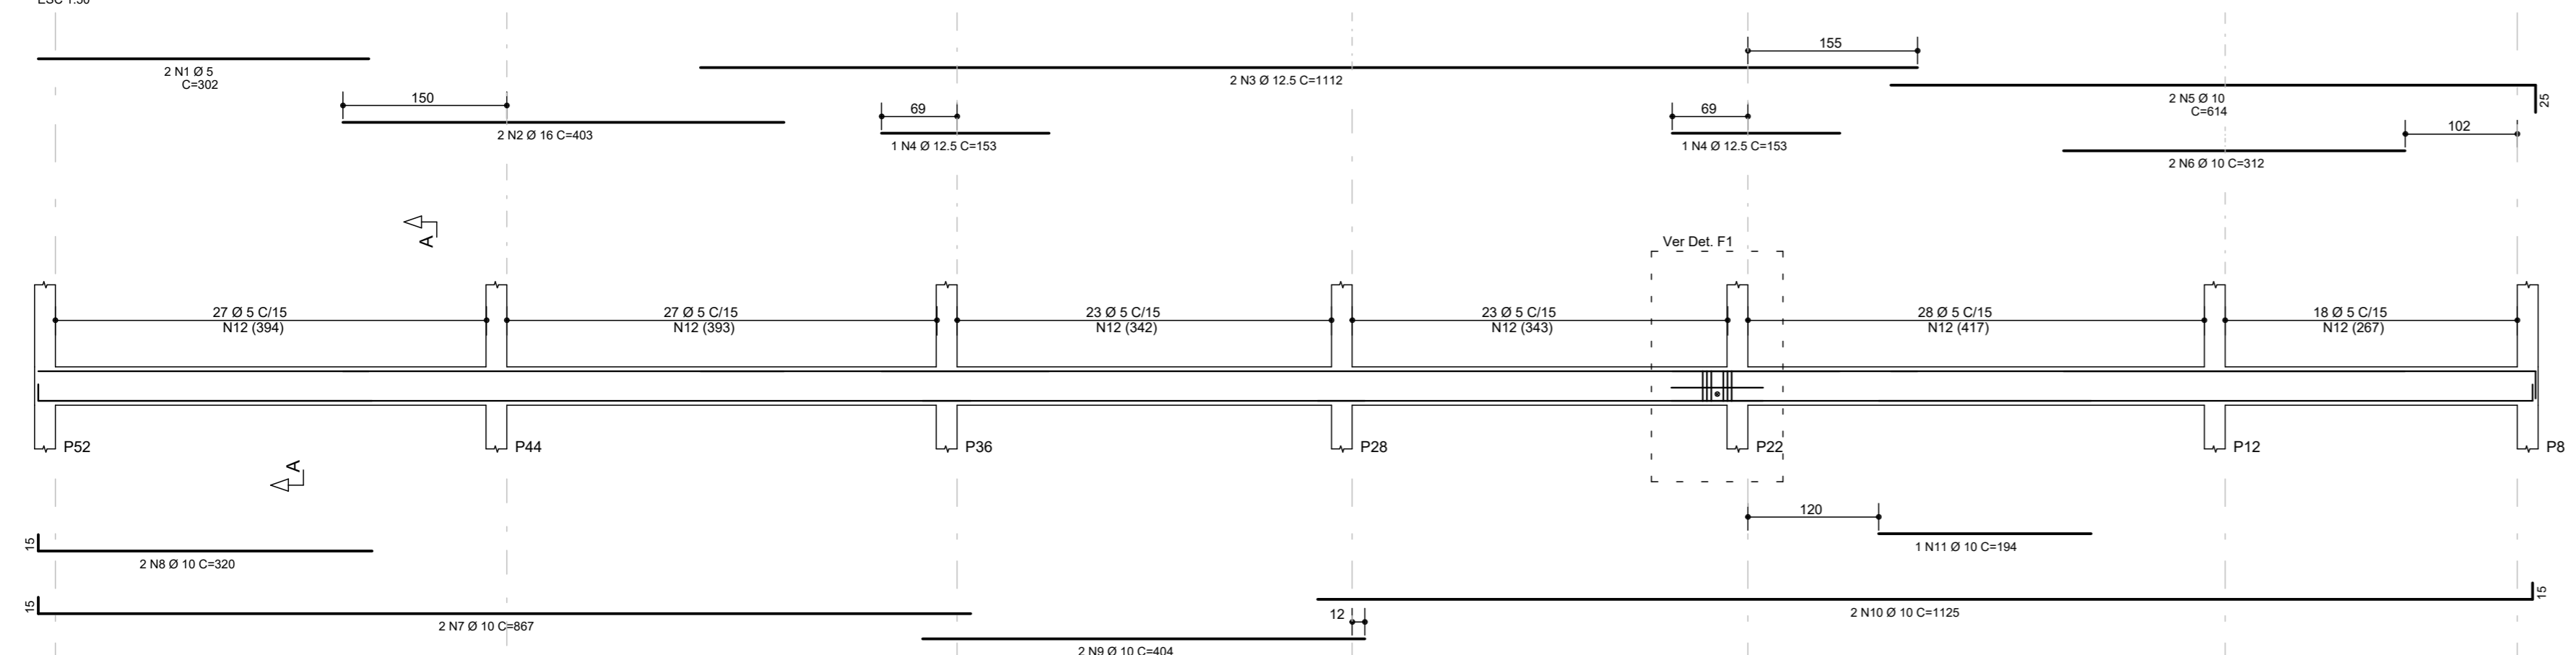 155
2 N1 Ø 5
C=302
2 N3 Ø 12.5 C=1112
150
69
69
2 N5 Ø 10
C=614
25
2 N2 Ø 16 C=403
1 N4 Ø 12.5 C=153
1 N4 Ø 12.5 C=153
102
2 N6 Ø 10 C=312
A
Ver Det. F1
27 Ø 5 C/15
N12 (394)
27 Ø 5 C/15
N12 (393)
23 Ø 5 C/15
N12 (342)
23 Ø 5 C/15
N12 (343)
28 Ø 5 C/15
N12 (417)
18 Ø 5 C/15
N12 (267)
P52
P44
P36
P28
P22
P12
P8
A
120
15
2 N8 Ø 10 C=320
1 N11 Ø 10 C=194
15
2 N7 Ø 10 C=867
12
2 N10 Ø 10 C=1125
15
2 N9 Ø 10 C=404